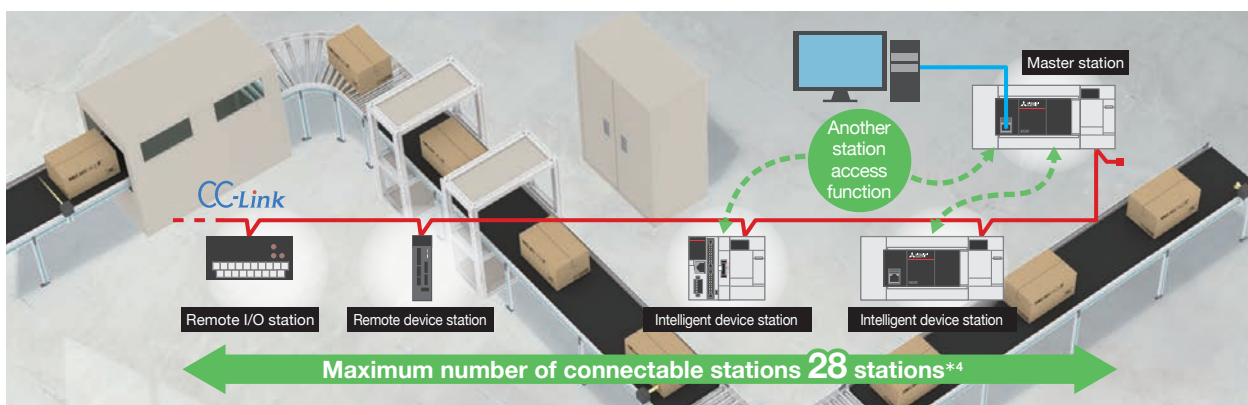 Master station
Another
station
access
function
CC-Link
Remote I/O station
Remote device station
Intelligent device station
Intelligent device station
Maximum number of connectable stations 28 stations*4